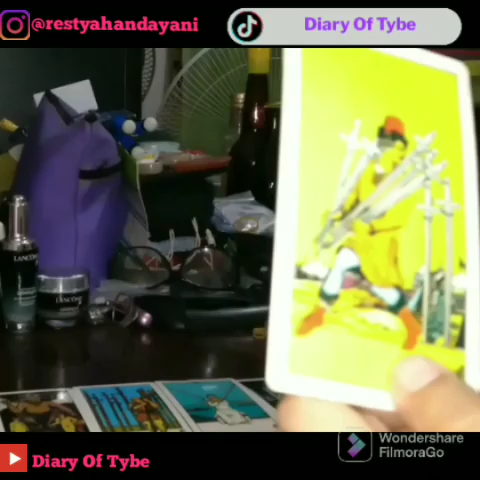 @restyahandayani
Diary Of Tybe
LANCÔME
LANCÔME
Diary Of Tybe
Wondershare
FilmoraGo